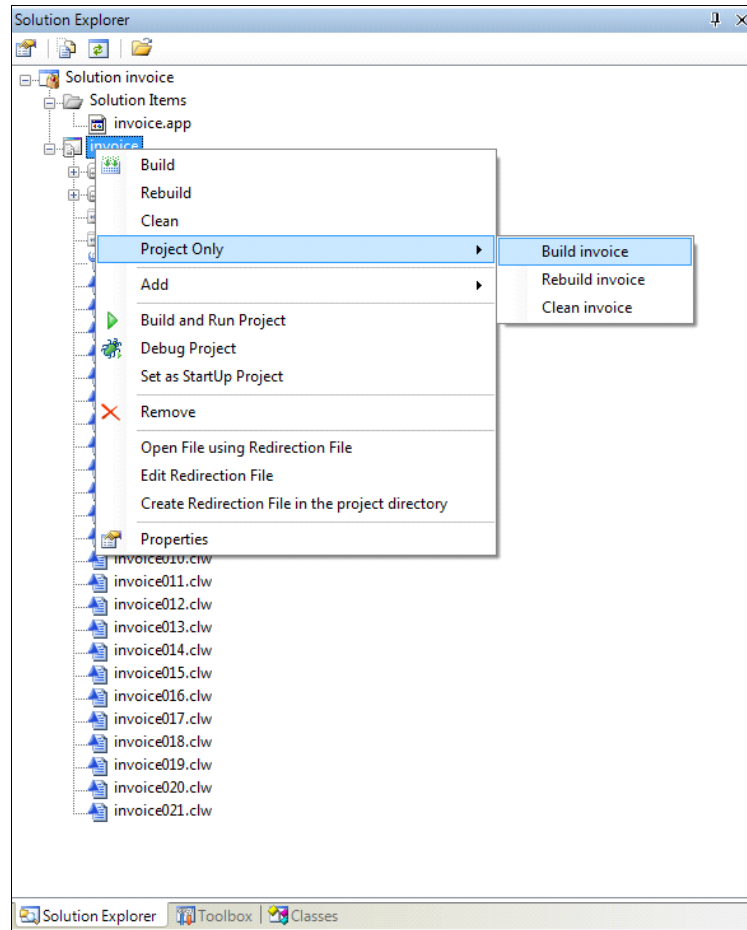 Solution Explorer
Solution invoice
Solution Items
invoice.app
invoice
Build
Rebuild
Clean
Project Only
Build invoice
Rebuild invoice
Clean invoice
Add
Build and Run Project
Debug Project
Set as StartUp Project
Remove
Open File using Redirection File
Edit Redirection File
Create Redirection File in the project directory
Properties
invoice010.clw
invoice011.clw
invoice012.clw
invoice013.clw
invoice014.clw
invoice015.clw
invoice016.clw
invoice017.clw
invoice018.clw
invoice019.clw
invoice020.clw
invoice021.clw
Solution Explorer Toolbox Classes